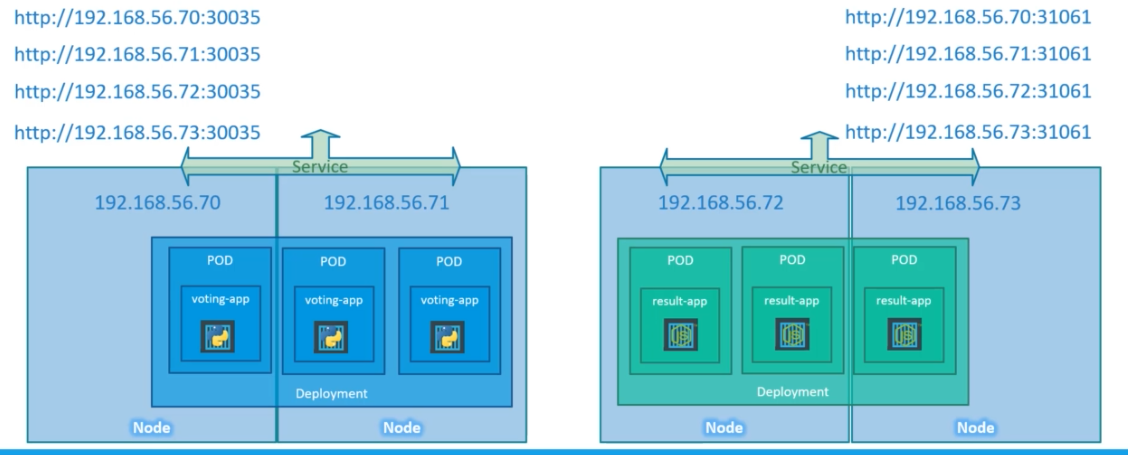 http://192.168.56.70:30035
http://192.168.56.71:30035
http://192.168.56.72:30035
http://192.168.56.73:30035
http://192.168.56.70:31061
http://192.168.56.71:31061
http://192.168.56.72:31061
http://192.168.56.73:31061
Service
192.168.56.70
192.168.56.71
POD
POD
POD
voting-app
voting-app
voting-app
Deployment
Node
Node
Service
192.168.56.72
192.168.56.73
POD
POD
POD
result-app
result-app
result-app
Deployment
Node
Node